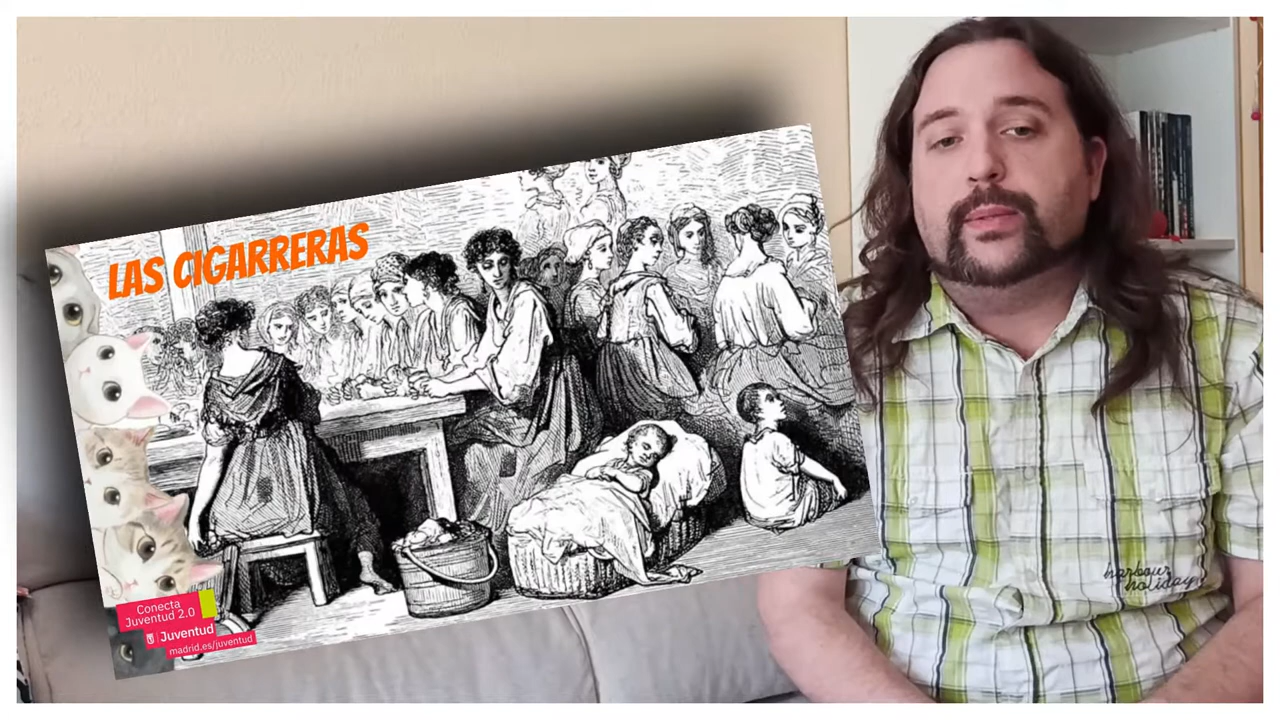 LAS CIGARRERAS
Conecta
Juventud 2.0
Juventud
madrid.es/juventud
harbour
holiday